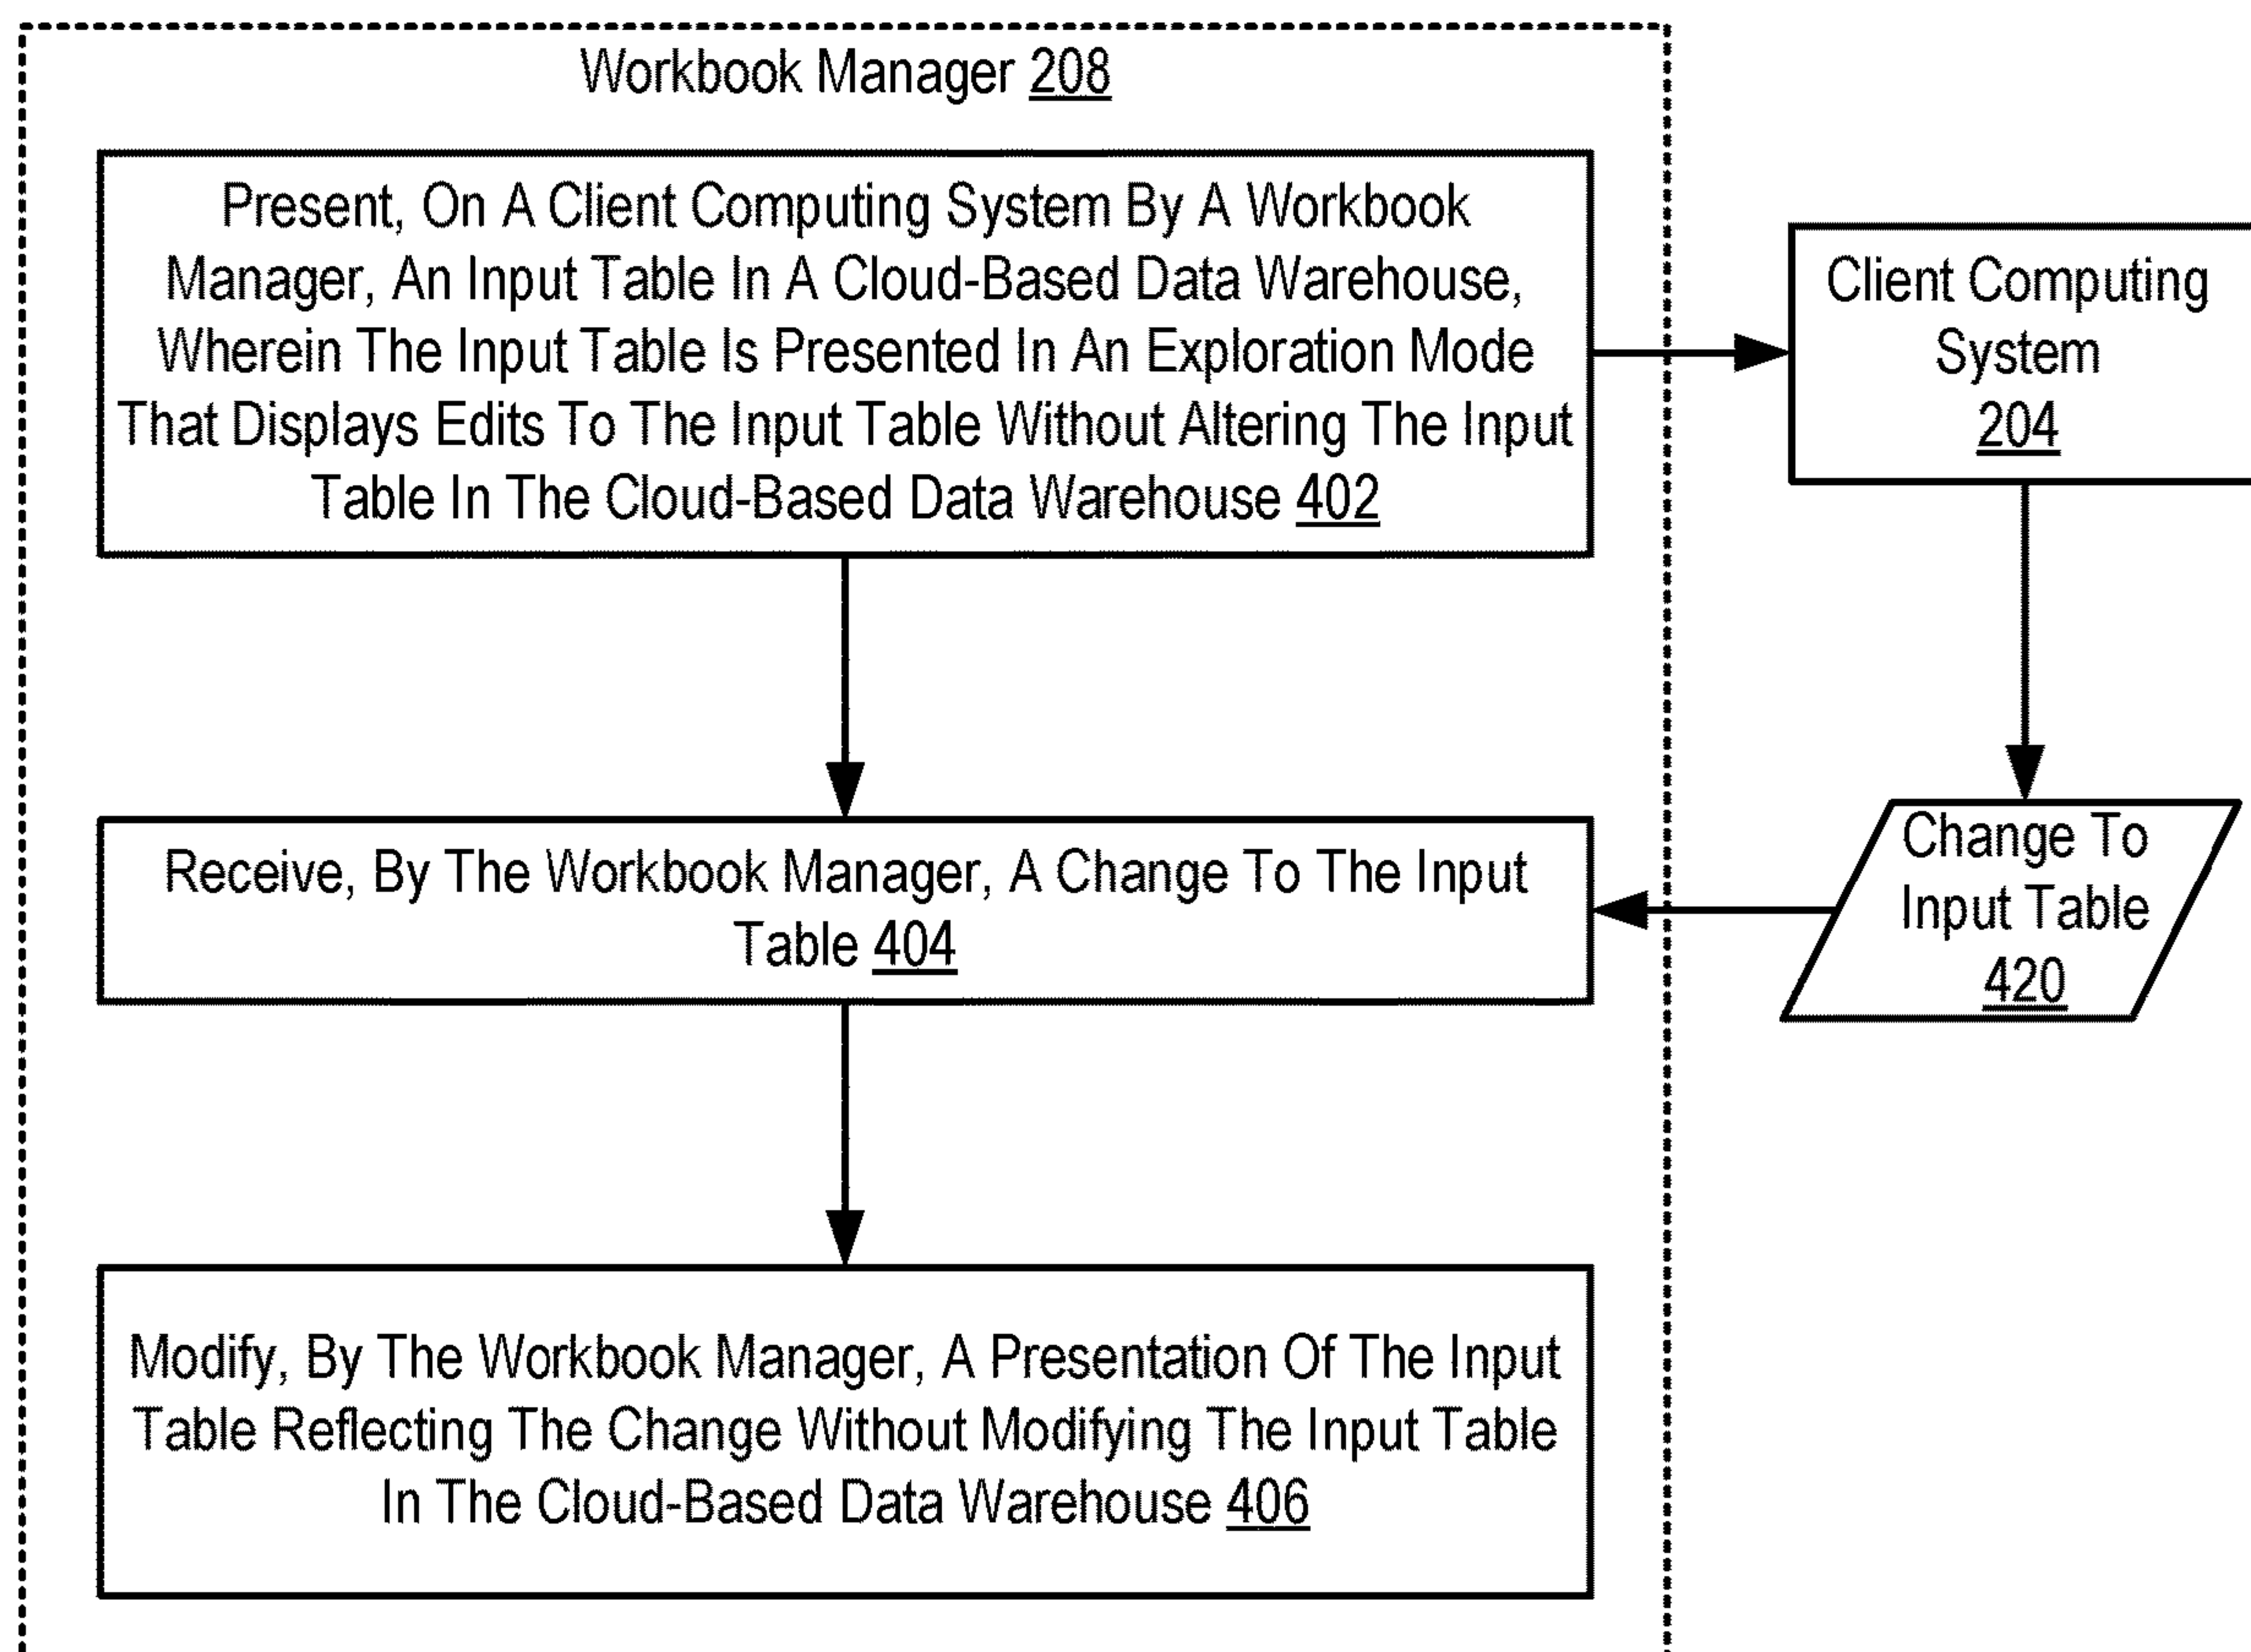 Workbook Manager 208
Present, On A Client Computing System By A Workbook
Manager, An Input Table In A Cloud-Based Data Warehouse,
Wherein The Input Table Is Presented In An Exploration Mode
That Displays Edits To The Input Table Without Altering The Input
Table In The Cloud-Based Data Warehouse 402
Client Computing
System
204
Receive, By The Workbook Manager, A Change To The Input
Table 404
Change To
Input Table
420
Modify, By The Workbook Manager, A Presentation Of The Input
Table Reflecting The Change Without Modifying The Input Table
In The Cloud-Based Data Warehouse 406